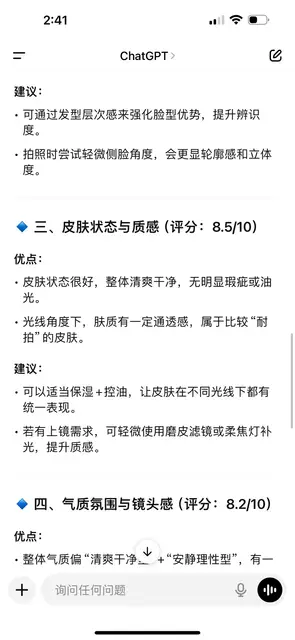 2:41
ChatGPT
建议：
• 可通过发型层次感来强化脸型优势，提升辨识
度。
• 拍照时尝试轻微侧脸角度，会更显轮廓感和立体
度。
三、皮肤状态与质感（评分：8.5/10）
优点：
• 皮肤状态很好，整体清爽干净，无明显瑕疵或油
光。
• 光线角度下，肤质有一定通透感，属于比较“耐
拍”的皮肤。
建议：
• 可以适当保湿+控油，让皮肤在不同光线下都有
统一表现。
• 若有上镜需求，可轻微使用磨皮滤镜或柔焦灯补
光，提升质感。
四、气质氛围与镜头感（评分：8.2/10）
优点：
• 整体气质偏“清爽干净 + “安静理性型”，有一
询问任何问题